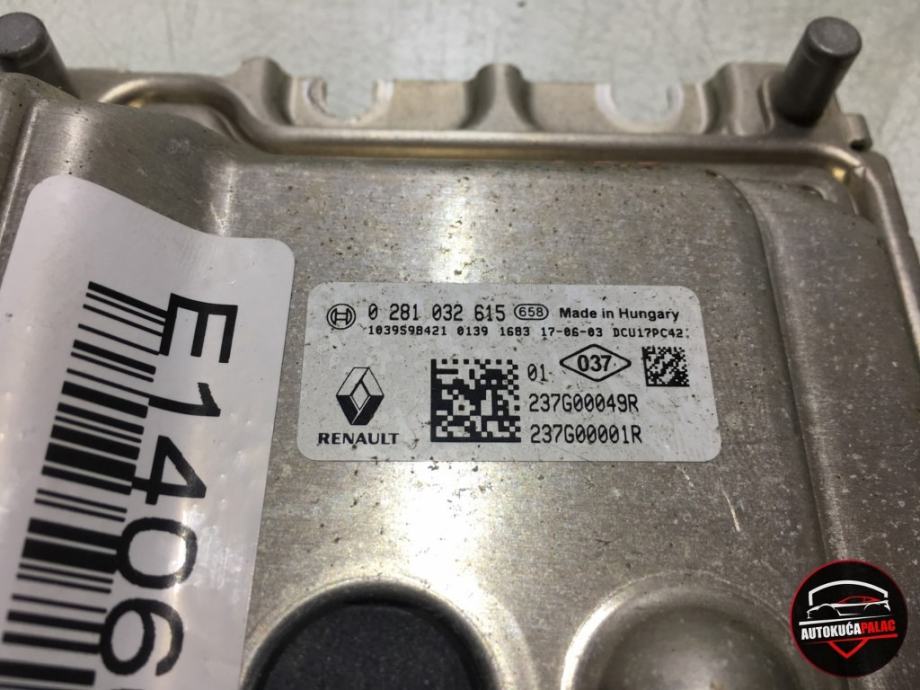 0 281 032 615 658 Made in Hungary
1039S98421 0139 1683 17-06-03 DCU17PC42
01 037
237G00049R
237G00001R
RENAULT
E1406
AUTOKUĆA PALAC